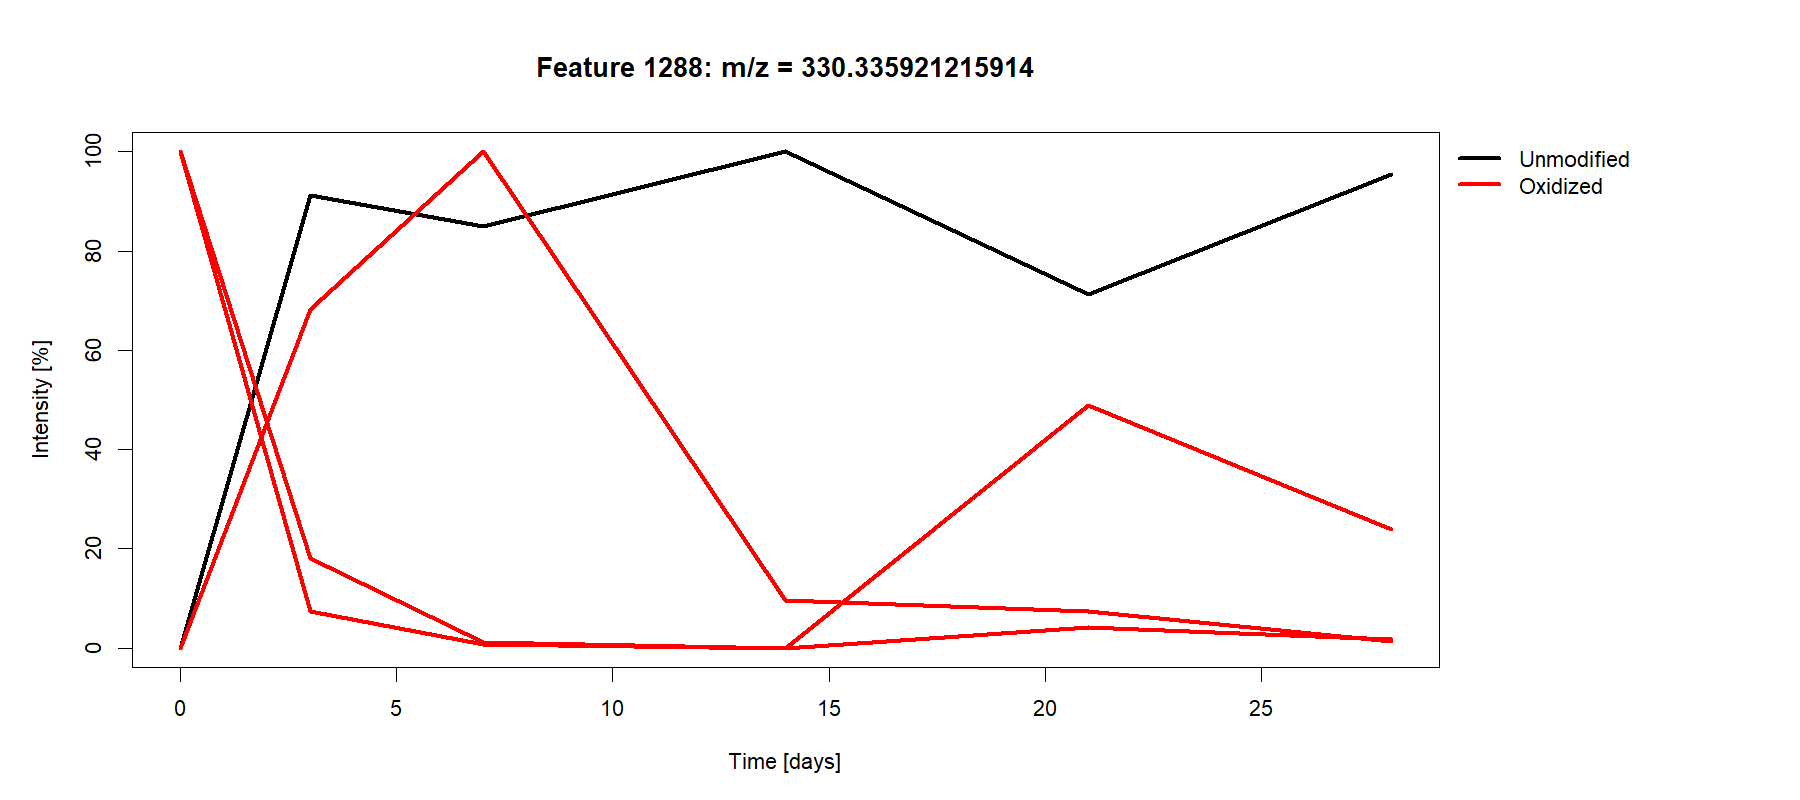 Feature 1288: m/z = 330.335921215914
Unmodified
Oxidized
Intensity [%]
100
80
60
40
20
0
0 5 10 15 20 25
Time [days]